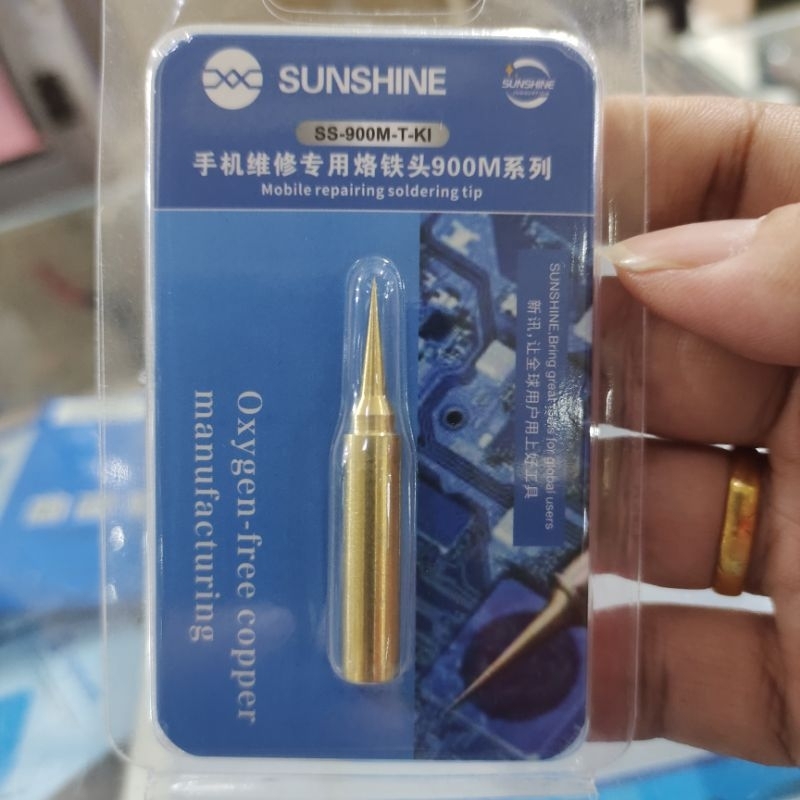 SUNSHINE
SUNSHINE
SS-900M-T-KI
手机维修专用烙铁头900M系列
Mobile repairing soldering tip
Oxygen-free copper
manufacturing
SUNSHINE,Bring great tools for global users
新讯,让全球用户用上好工具